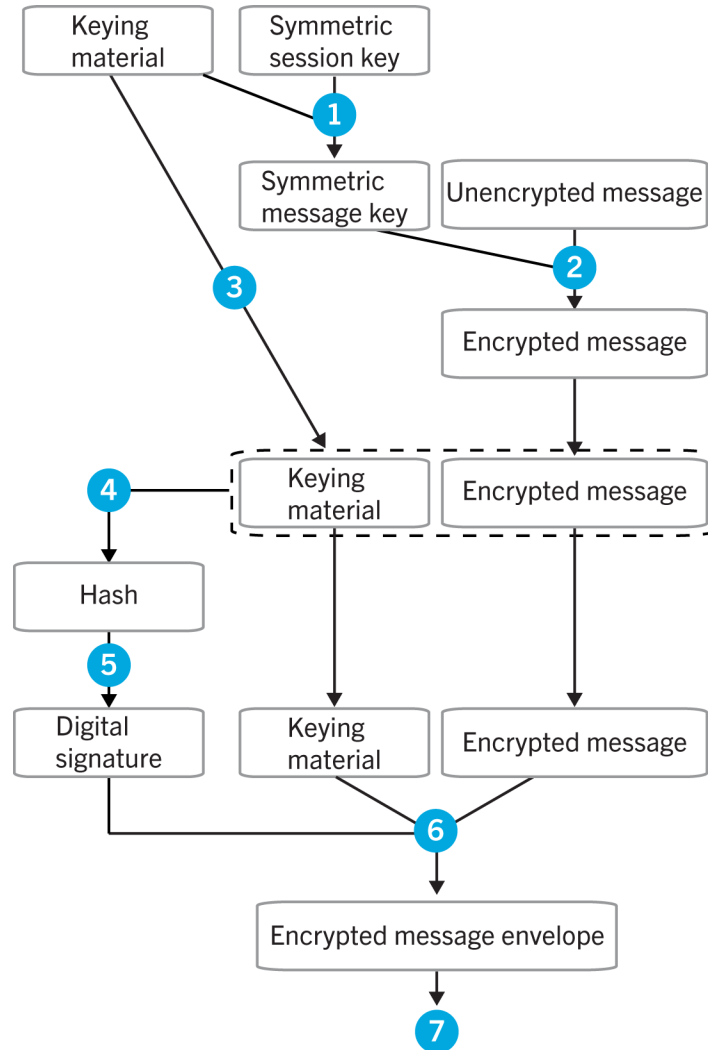 Keying
material
Symmetric
session key
1
Symmetric
message key
Unencrypted message
2
3
Encrypted message
4
Keying
material
Encrypted message
Hash
5
Digital
signature
Keying
material
Encrypted message
6
Encrypted message envelope
7